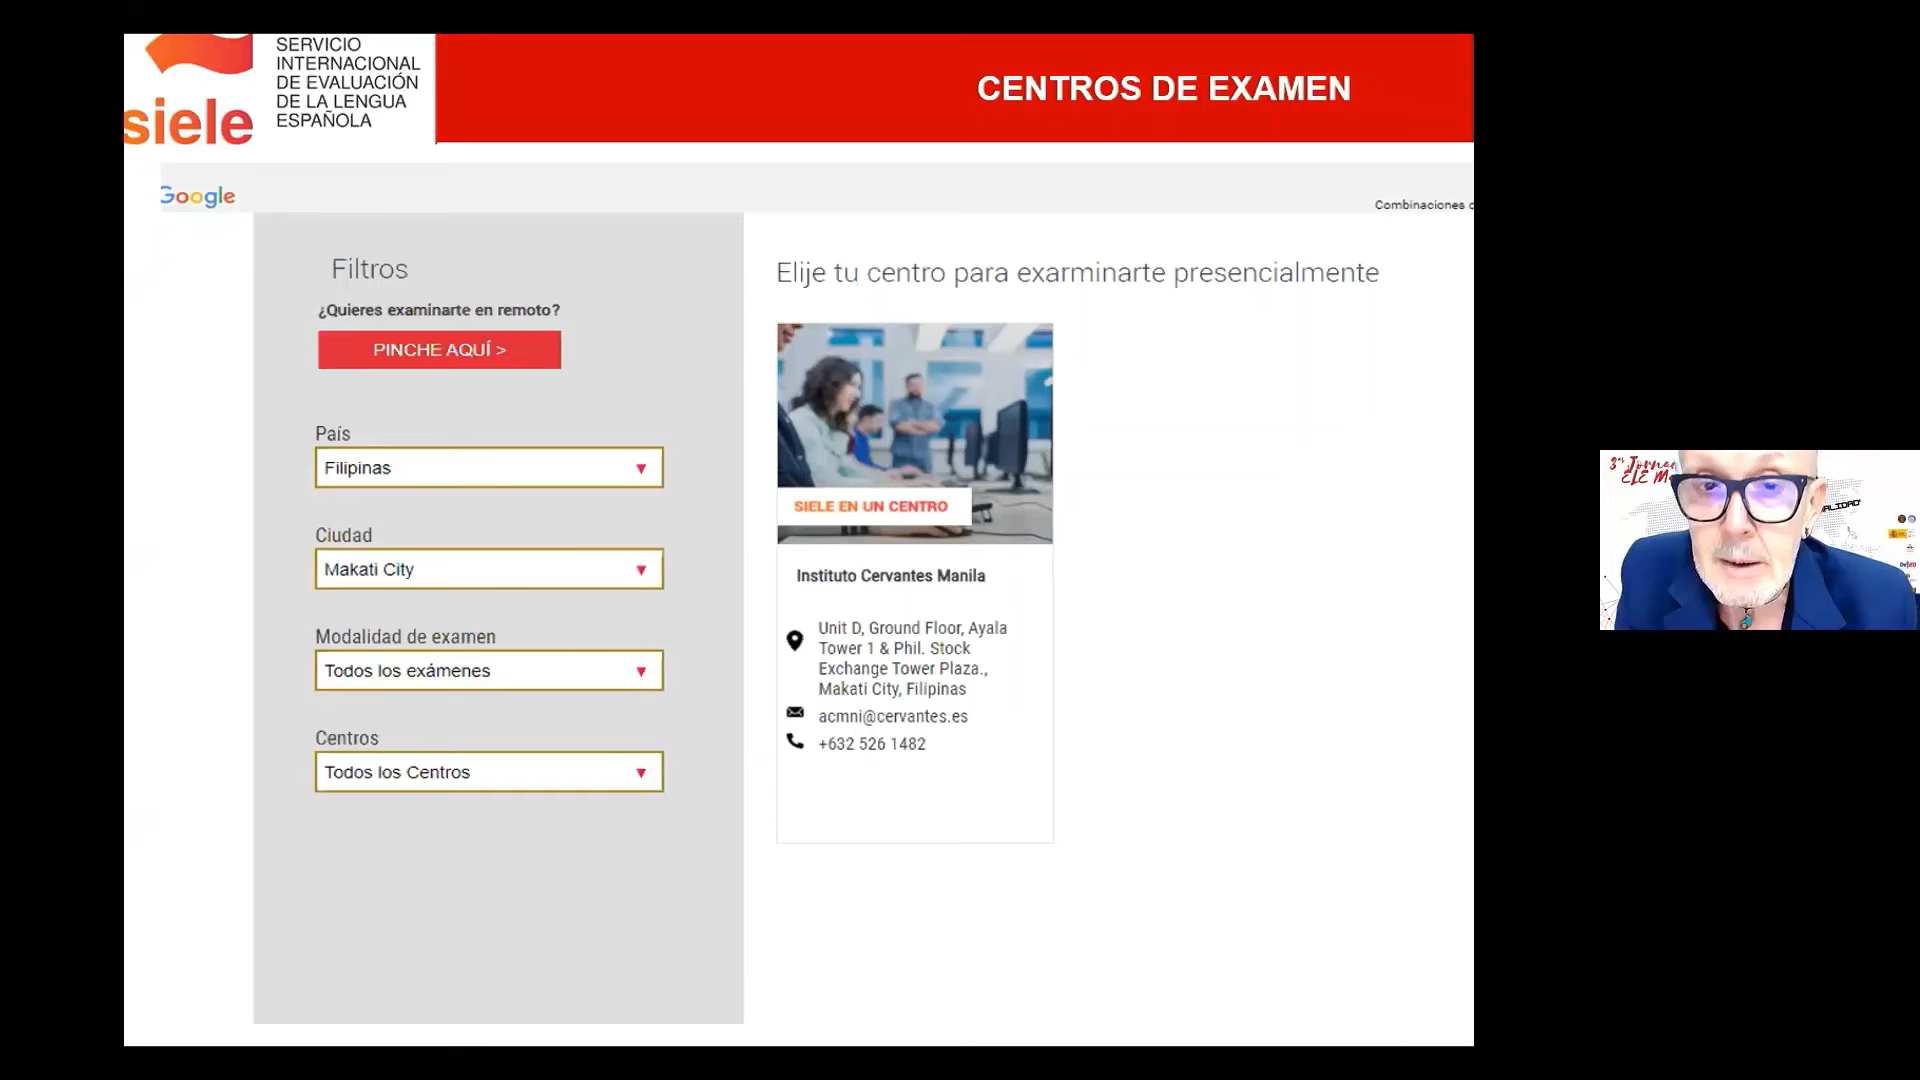 SERVICIO
INTERNACIONAL
DE EVALUACIÓN
DE LA LENGUA
ESPAÑOLA
siele
CENTROS DE EXAMEN
Google
Combinaciones
Filtros
¿Quieres examinarte en remoto?
PINCHE AQUÍ >
País
Filipinas
Ciudad
Makati City
Modalidad de examen
Todos los exámenes
Centros
Todos los Centros
Elije tu centro para exarminarte presencialmente
SIELE EN UN CENTRO
Instituto Cervantes Manila
Unit D, Ground Floor, Ayala
Tower 1 & Phil. Stock
Exchange Tower Plaza.,
Makati City, Filipinas
acmni@cervantes.es
+632 526 1482
ELE